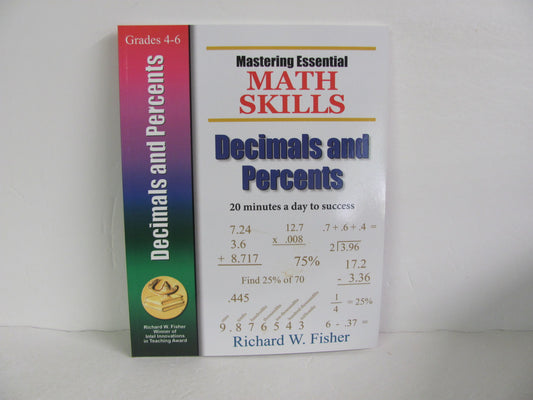 Grades 4-6
Decimals and Percents
Richard W. Fisher
Winner of
Intel Innovations
in Teaching Award
Mastering Essential
MATH
SKILLS
Decimals and
Percents
20 minutes a day to success
7.24
3.6
+ 8.717
12.7
x .008
.7 + .6 + .4 =
2) 3.96
75%
17.2
- 3.36
Find 25% of 70
.445
1/4 = 25%
9 . 8 7 6 5 4 3
6 ÷ .37 =
Richard W. Fisher